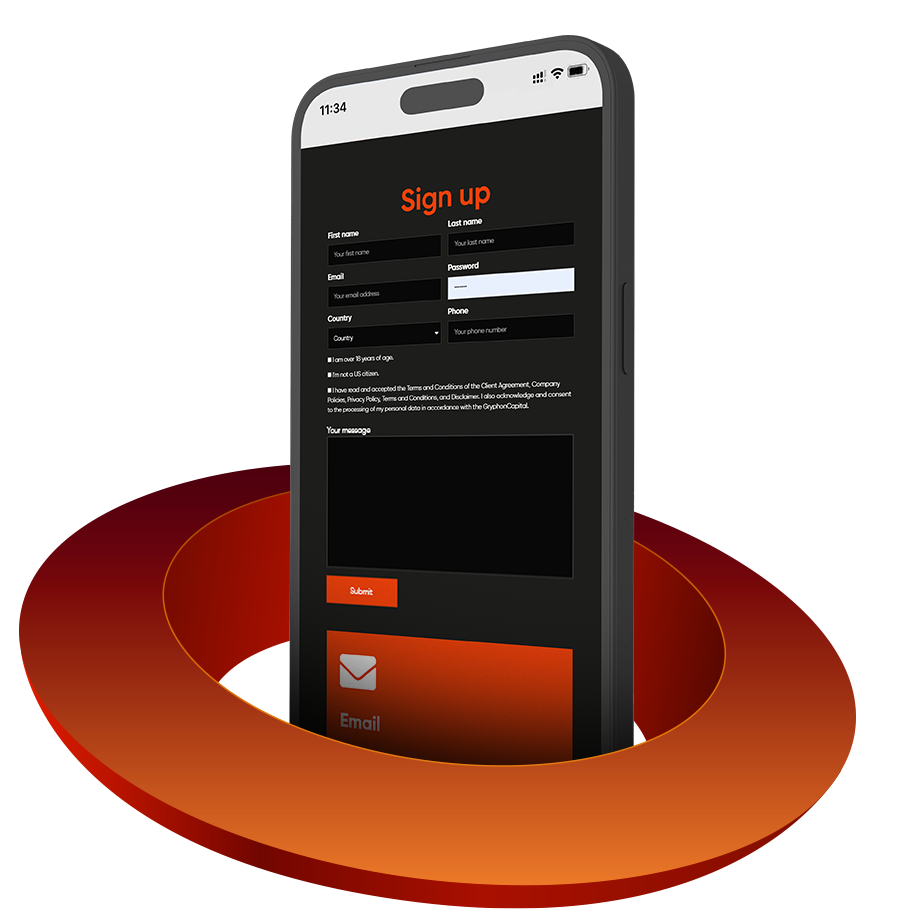 11:34
Sign up
First name
Last name
Your first name
Your last name
Email
Password
Your email address
Country
Phone
Country
Your phone number
I am over 18 years of age.
I'm not a US citizen.
I have read and accepted the Terms and Conditions of the Client Agreement, Company
Policies, Privacy Policy, Terms and Conditions, and Disclaimer. I also acknowledge and consent
to the processing of my personal data in accordance with the GryphonCapital.
Your message
Submit
Email